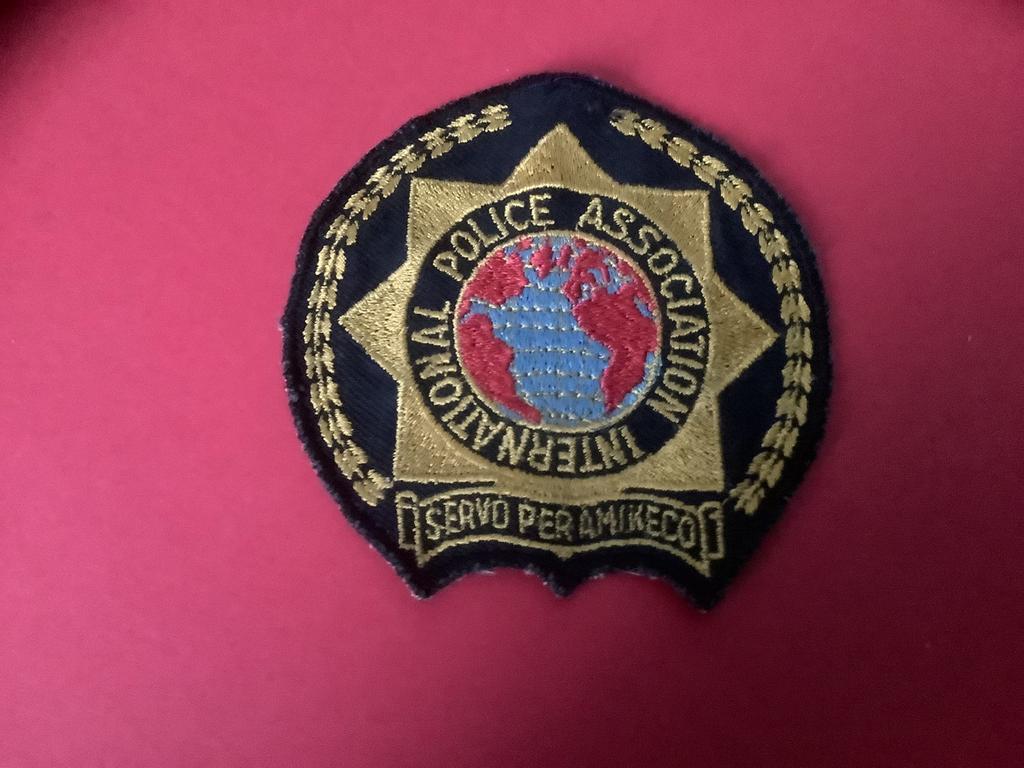 INTERNATIONAL POLICE ASSOCIATION
SERVO PER AMIKECO